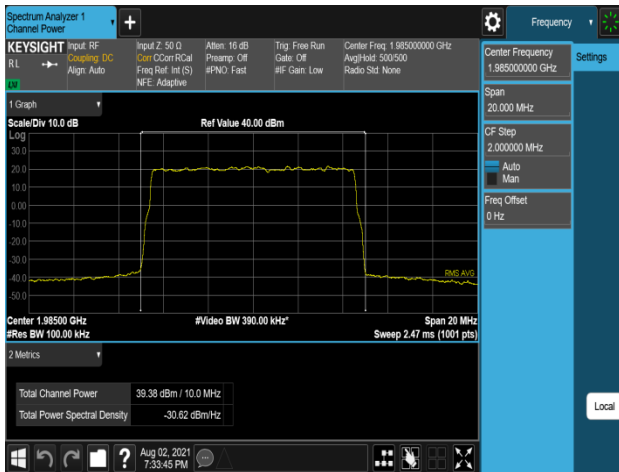 Spectrum Analyzer 1
Channel Power
Frequency
KEYSIGHT
Input: RF
Coupling: DC
Align: Auto
Input Z: 50 Ω
Corr CCorr RCal
Freq Ref: Int (S)
NFE: Adaptive
Atten: 16 dB
Preamp: Off
#PNO: Fast
Trig: Free Run
Gate: Off
#IF Gain: Low
Center Freq: 1.985000000 GHz
Avg|Hold: 500/500
Radio Std: None
R L
LXI
1 Graph
Scale/Div 10.0 dB
Ref Value 40.00 dBm
Log
30.0
20.0
10.0
0.00
-10.0
-20.0
-30.0
-40.0
-50.0
RMS AVG
Center 1.98500 GHz
#Video BW 390.00 kHz*
Span 20 MHz
#Res BW 100.00 kHz
Sweep 2.47 ms (1001 pts)
2 Metrics
Total Channel Power 39.38 dBm / 10.0 MHz
Total Power Spectral Density -30.62 dBm/Hz
Center Frequency
1.985000000 GHz
Settings
Span
20.000 MHz
CF Step
2.000000 MHz
Auto
Man
Freq Offset
0 Hz
Local
?
Aug 02, 2021
7:33:45 PM